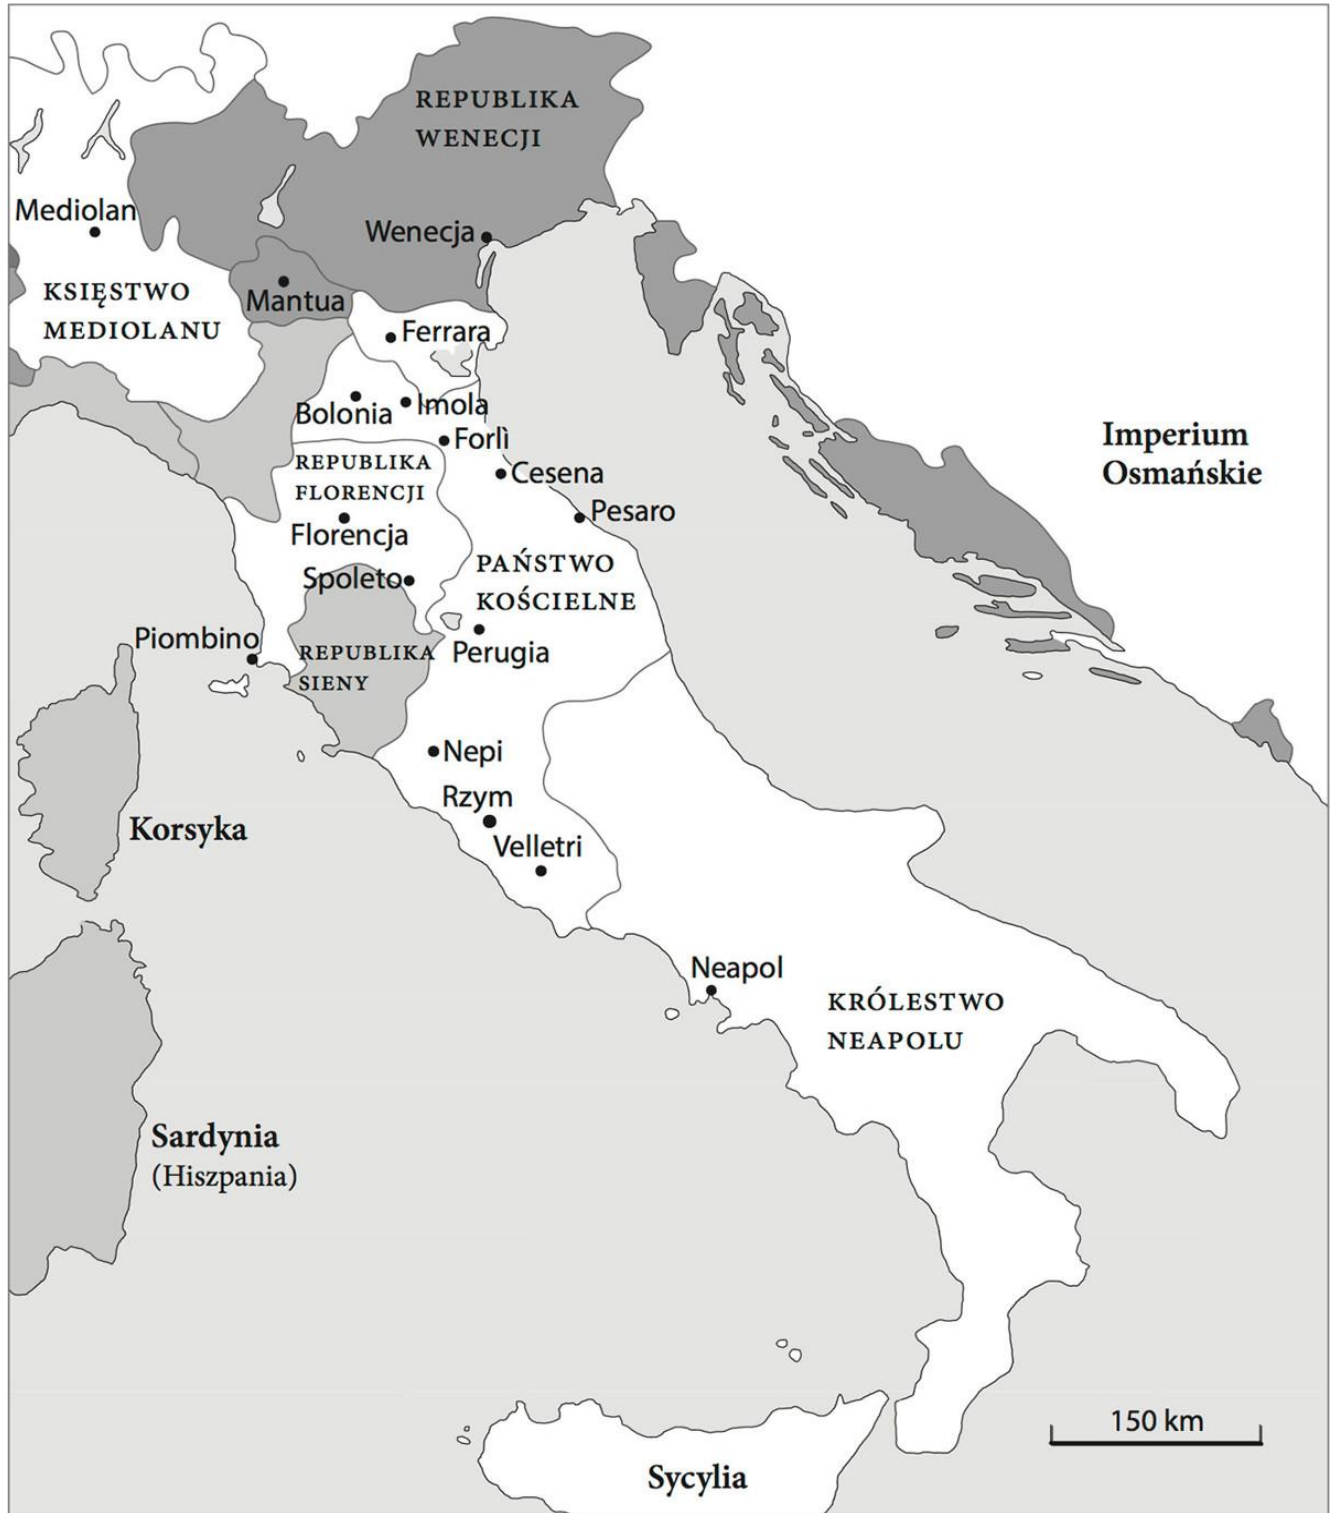 REPUBLIKA
WENECJI
Mediolan
Wenecja
KSIĘSTWO
MEDIOLANU
Mantua
Ferrara
Bolonia
Imola
Forlì
REPUBLIKA
FLORENCJI
Cesena
Imperium
Osmańskie
Pesaro
Florencja
PAŃSTWO
KOŚCIELNE
Spoleto
Piombino
REPUBLIKA
SIENY
Perugia
Nepi
Rzym
Korsyka
Velletri
Neapol
KRÓLESTWO
NEAPOLU
Sardynia
(Hiszpania)
150 km
Sycylia